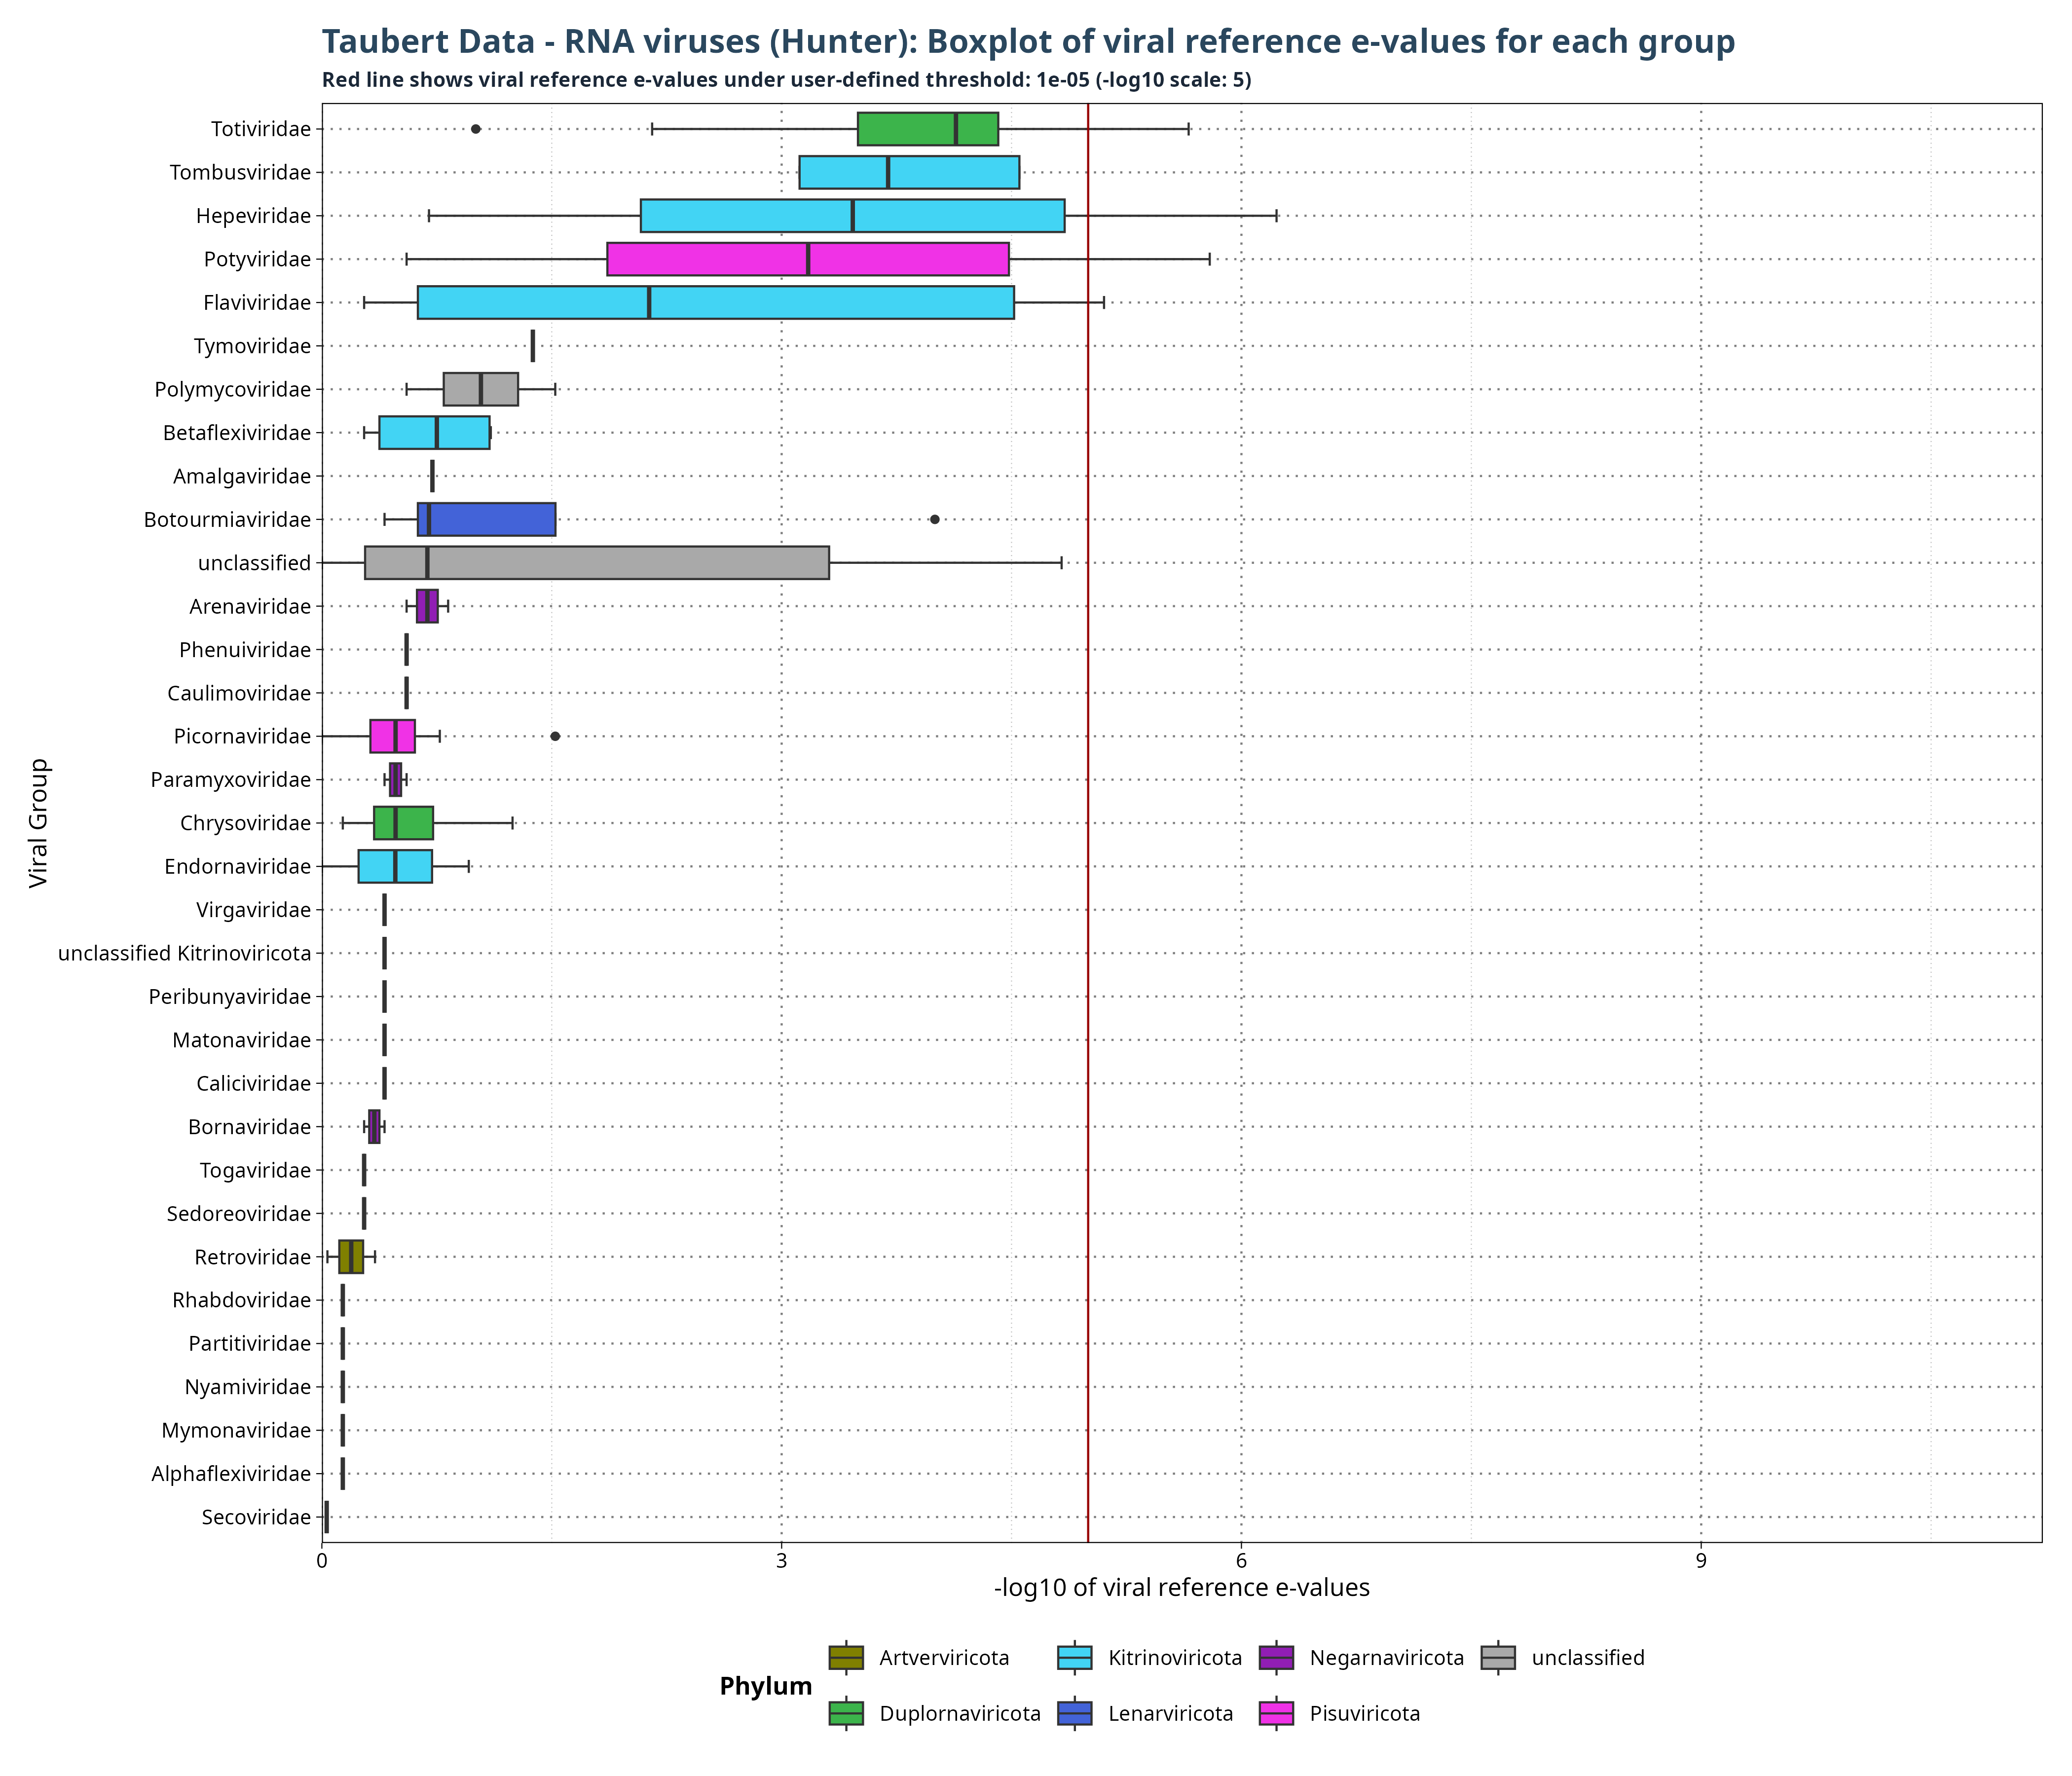 Taubert Data - RNA viruses (Hunter): Boxplot of viral reference e-values for each group
Red line shows viral reference e-values under user-defined threshold: 1e-05 (-log10 scale: 5)
Viral Group
Totiviridae
Tombusviridae
Hepeviridae
Potyviridae
Flaviviridae
Tymoviridae
Polymycoviridae
Betaflexiviridae
Amalgaviridae
Botourmiaviridae
unclassified
Arenaviridae
Phenuiviridae
Caulimoviridae
Picornaviridae
Paramyxoviridae
Chrysoviridae
Endornaviridae
Virgaviridae
unclassified Kitrinoviricota
Peribunyaviridae
Matonaviridae
Caliciviridae
Bornaviridae
Togaviridae
Sedoreoviridae
Retroviridae
Rhabdoviridae
Partitiviridae
Nyamiviridae
Mymonaviridae
Alphaflexiviridae
Secoviridae
0 3 6 9
-log10 of viral reference e-values
Phylum
Artverviricota Kitrinoviricota Negarnaviricota unclassified
Duplornaviricota Lenarviricota Pisuviricota